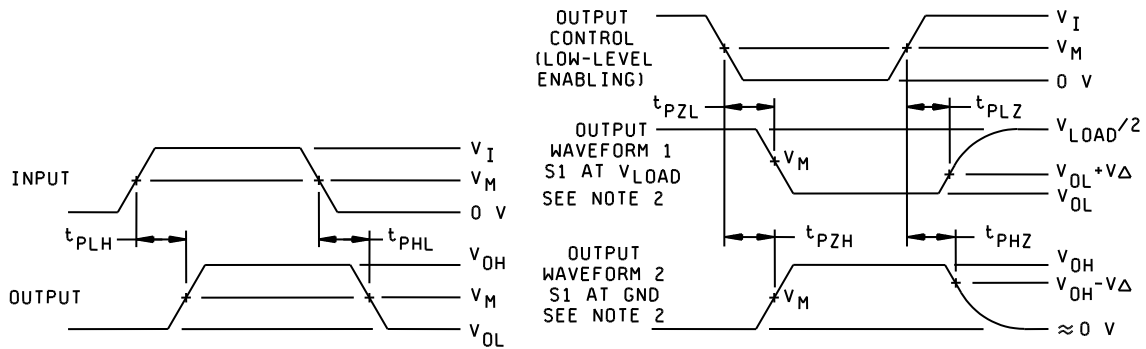 INPUT
V_I
V_M
0 V
t_PLH
t_PHL
OUTPUT
V_OH
V_M
V_OL
OUTPUT
CONTROL
(LOW-LEVEL
ENABLING)
V_I
V_M
0 V
t_PZL
t_PLZ
OUTPUT
WAVEFORM 1
S1 AT V_LOAD
SEE NOTE 2
V_M
V_LOAD/2
V_OL+VΔ
V_OL
t_PZH
t_PHZ
OUTPUT
WAVEFORM 2
S1 AT GND
SEE NOTE 2
V_M
V_OH
V_OH-VΔ
≈0 V